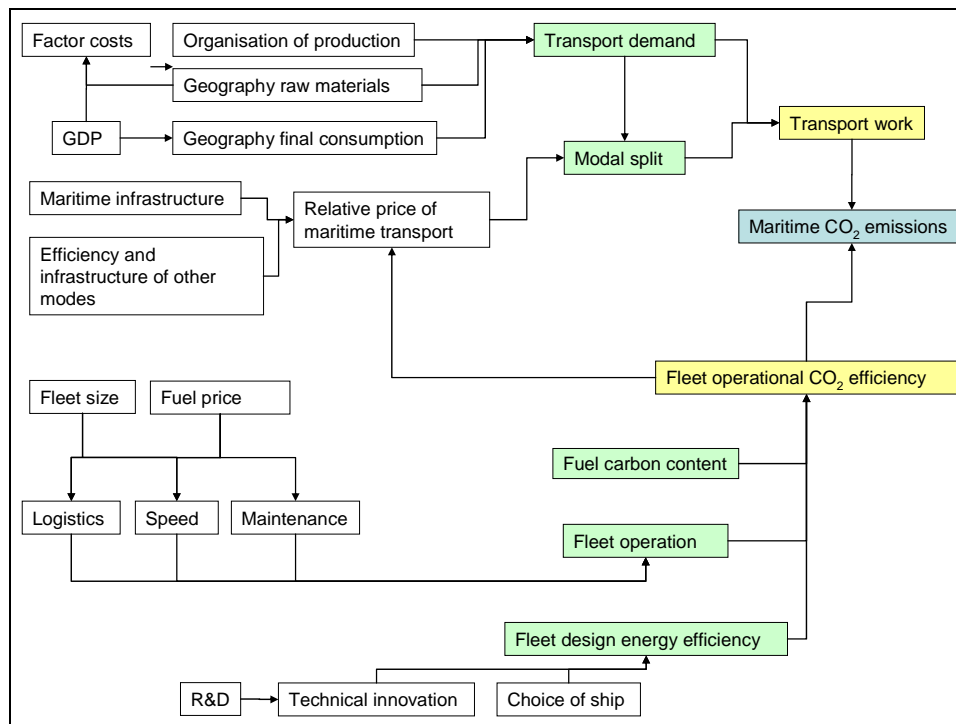 Factor costs
Organisation of production
Transport demand
Geography raw materials
GDP
Geography final consumption
Transport work
Modal split
Maritime infrastructure
Relative price of
maritime transport
Maritime CO₂ emissions
Efficiency and
infrastructure of other
modes
Fleet operational CO₂ efficiency
Fleet size
Fuel price
Fuel carbon content
Logistics
Speed
Maintenance
Fleet operation
Fleet design energy efficiency
R&D
Technical innovation
Choice of ship